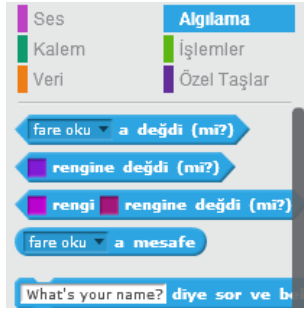 Ses Algılama
Kalem İşlemler
Veri Özel Taşlar
fare oku a değdi (mi?)
rengine değdi (mi?)
rengi rengine değdi (mi?)
fare oku a mesafe
What's your name? diye sor ve